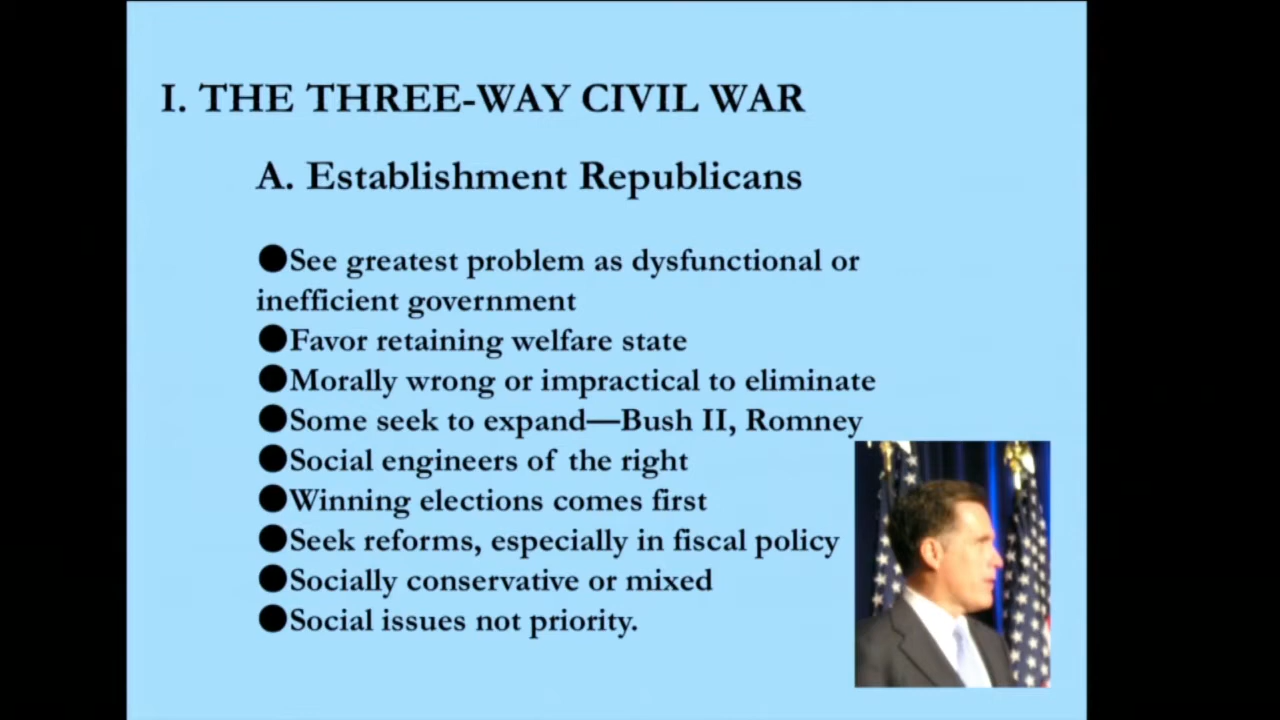 I. THE THREE-WAY CIVIL WAR
A. Establishment Republicans
●See greatest problem as dysfunctional or
inefficient government
●Favor retaining welfare state
●Morally wrong or impractical to eliminate
●Some seek to expand—Bush II, Romney
●Social engineers of the right
●Winning elections comes first
●Seek reforms, especially in fiscal policy
●Socially conservative or mixed
●Social issues not priority.